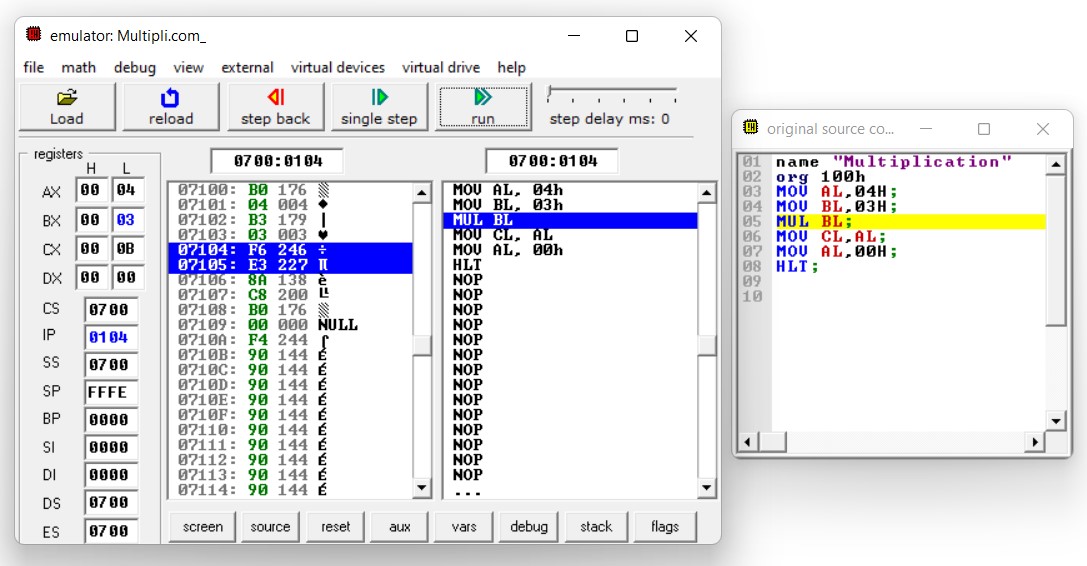 emulator: Multipli.com_
file math debug view external virtual devices virtual drive help
Load reload step back single step run step delay ms: 0
registers
H L
AX 00 04
BX 00 03
CX 00 0B
DX 00 00
CS 0700
IP 0104
SS 0700
SP FFFE
BP 0000
SI 0000
DI 0000
DS 0700
ES 0700
0700:0104
07100: B0 176 ▒
07101: 04 004 ♦
07102: B3 179 │
07103: 03 003 ♥
07104: F6 246 ÷
07105: E3 227 π
07106: 8A 138 è
07107: C8 200 ╚
07108: B0 176 ▒
07109: 00 000 NULL
0710A: F4 244 ⌠
0710B: 90 144 É
0710C: 90 144 É
0710D: 90 144 É
0710E: 90 144 É
0710F: 90 144 É
07110: 90 144 É
07111: 90 144 É
07112: 90 144 É
07113: 90 144 É
07114: 90 144 É
0700:0104
MOV AL, 04h
MOV BL, 03h
MUL BL
MOV CL, AL
MOV AL, 00h
HLT
NOP
NOP
NOP
NOP
NOP
NOP
NOP
NOP
NOP
NOP
NOP
NOP
NOP
NOP
...
screen source reset aux vars debug stack flags
original source co...
01 name "Multiplication"
02 org 100h
03 MOV AL,04H;
04 MOV BL,03H;
05 MUL BL;
06 MOV CL,AL;
07 MOV AL,00H;
08 HLT;
09
10